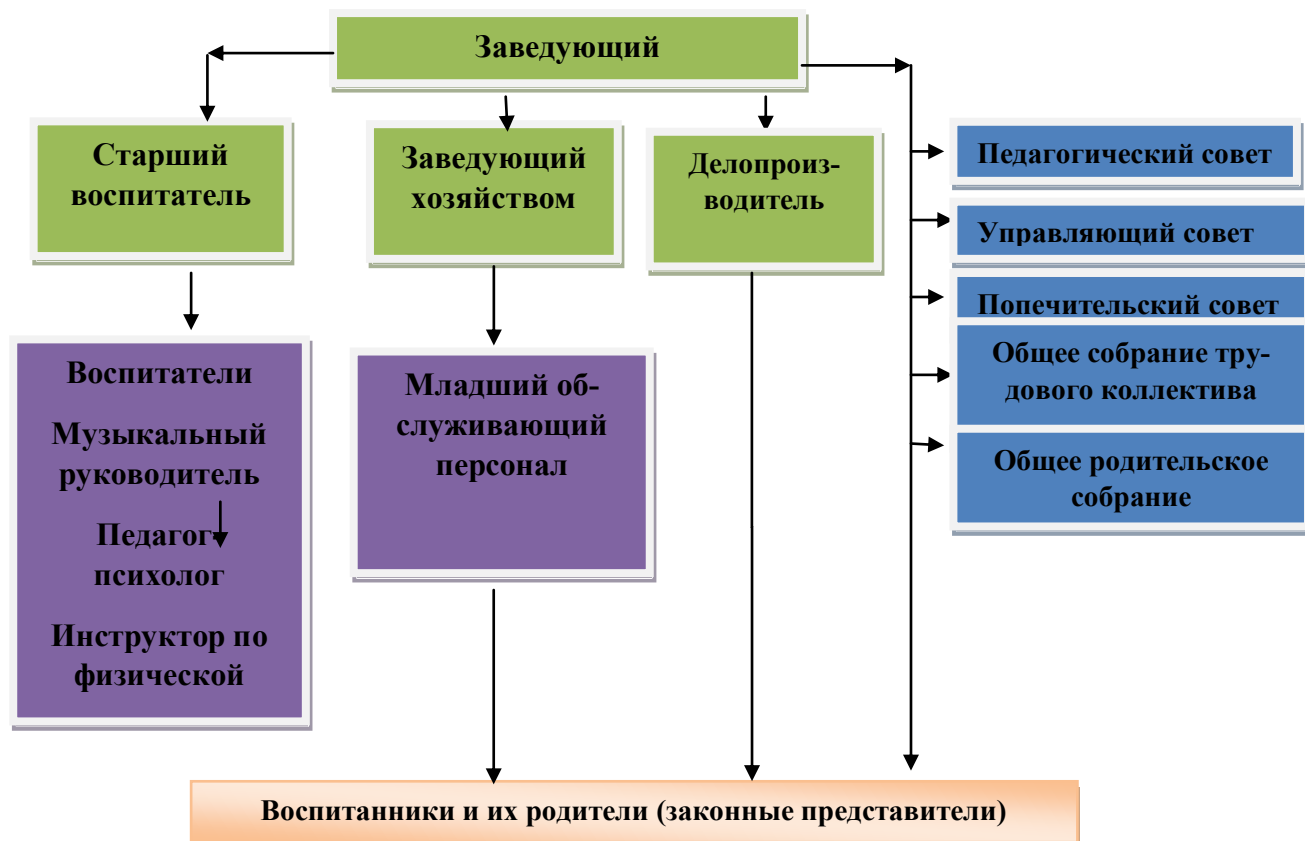 Заведующий
Старший
воспитатель
Заведующий
хозяйством
Делопроиз-
водитель
Педагогический совет
Управляющий совет
Попечительский совет
Общее собрание тру-
дового коллектива
Общее родительское
собрание
Воспитатели
Музыкальный
руководитель
Педагог-
психолог
Инструктор по
физической
Младший об-
служивающий
персонал
Воспитанники и их родители (законные представители)